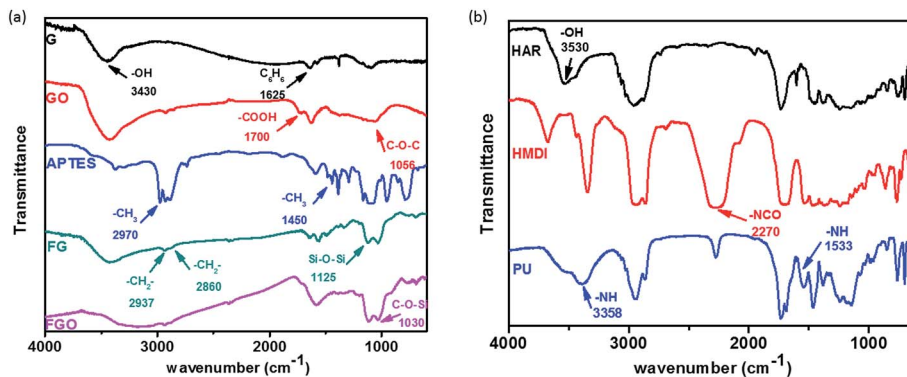 (a)
Transmittance
G
-OH
3430
C6H6
1625
GO
-COOH
1700
C-O-C
1056
APTES
-CH3
2970
-CH3
1450
FG
-CH2-
2937
-CH2-
2860
Si-O-Si
1125
FGO
C-O-Si
1030
4000
3000
2000
1000
wavenumber (cm-1)
(b)
Transmittance
HAR
-OH
3530
HMDI
-NCO
2270
PU
-NH
3358
-NH
1533
4000
3000
2000
1000
wavenumber (cm-1)